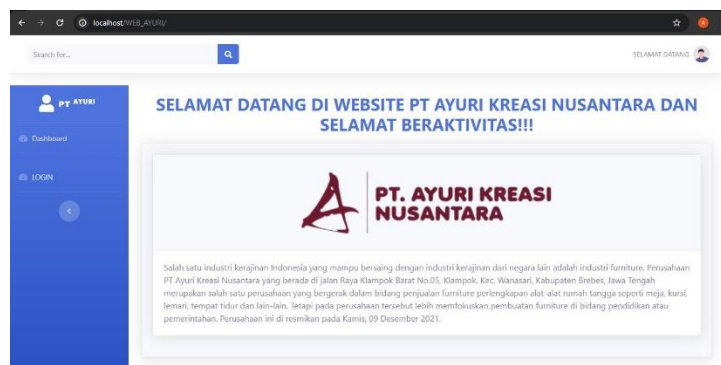 localhost/WEB_AYURI/
Search for...
SELAMAT DATANG
PT AYURI
Dashboard
LOGIN
SELAMAT DATANG DI WEBSITE PT AYURI KREASI NUSANTARA DAN
SELAMAT BERAKTIVITAS!!!
PT. AYURI KREASI
NUSANTARA
Salah satu industri kerajinan Indonesia yang mampu bersaing dengan industri kerajinan dari negara lain adalah industri furniture. Perusahaan
PT Ayuri Kreasi Nusantara yang berada di jalan Raya Klampok Barat No.05, Klampok, Kec. Wanasari, Kabupaten Brebes, Jawa Tengah
merupakan salah satu perusahaan yang bergerak dalam bidang penjualan furniture perlengkapan alat-alat rumah tangga seperti meja, kursi,
lemari, tempat tidur dan lain-lain. Tetapi pada perusahaan tersebut lebih memfokuskan pembuatan furniture di bidang pendidikan atau
pemerintahan. Perusahaan ini di resmikan pada Kamis, 09 Desember 2021.